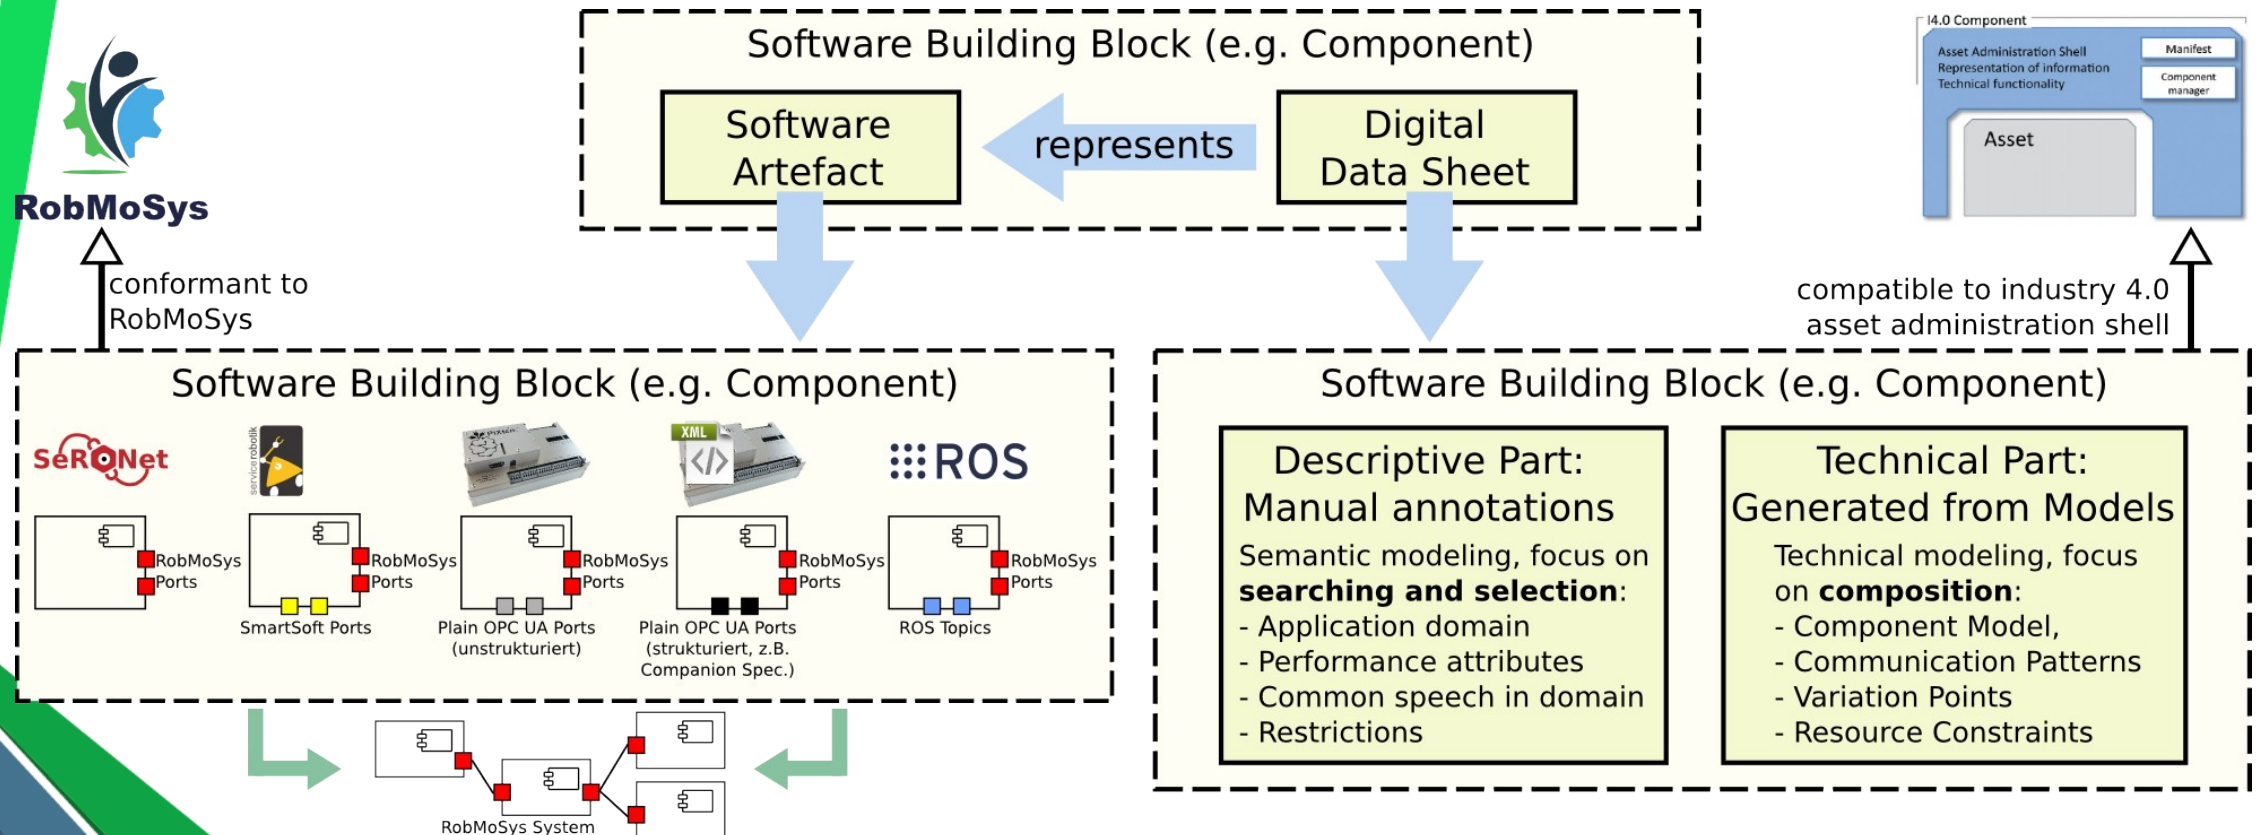 Software Building Block (e.g. Component)
Software
Artefact
represents
Digital
Data Sheet
RobMoSys
conformant to
RobMoSys
I4.0 Component
Asset Administration Shell
Representation of information
Technical functionality
Manifest
Component
manager
Asset
compatible to industry 4.0
asset administration shell
Software Building Block (e.g. Component)
SeRoNet
servicerobotik
PiXtend
XML
</>
ROS
RobMoSys
Ports
RobMoSys
Ports
RobMoSys
Ports
RobMoSys
Ports
RobMoSys
Ports
SmartSoft Ports
Plain OPC UA Ports
(unstrukturiert)
Plain OPC UA Ports
(strukturiert, z.B.
Companion Spec.)
ROS Topics
RobMoSys System
Software Building Block (e.g. Component)
Descriptive Part:
Manual annotations
Semantic modeling, focus on
searching and selection:
- Application domain
- Performance attributes
- Common speech in domain
- Restrictions
Technical Part:
Generated from Models
Technical modeling, focus
on composition:
- Component Model,
- Communication Patterns
- Variation Points
- Resource Constraints